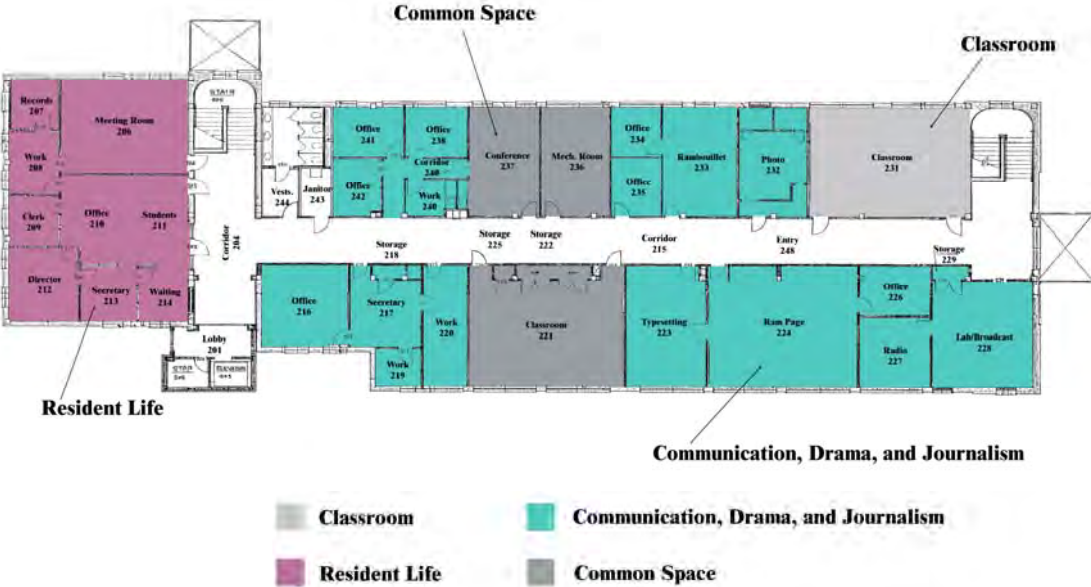 Common Space
Classroom
Records
207
Meeting Room
206
STAIR
Work
208
Clerk
209
Office
210
Students
211
Director
212
Secretary
213
Waiting
214
Corridor
204
Lobby
201
STAIR
Vests.
244
Janitor
243
Office
241
Office
242
Office
238
Corridor
240
Work
240
Conference
237
Mech. Room
236
Office
234
Office
235
Rambouillet
233
Photo
232
Classroom
231
Storage
218
Storage
225
Storage
222
Corridor
215
Entry
248
Storage
229
Office
216
Secretary
217
Work
219
Work
220
Classroom
221
Typesetting
223
Ram Page
224
Office
226
Radio
227
Lab/Broadcast
228
Resident Life
Communication, Drama, and Journalism
Classroom
Communication, Drama, and Journalism
Resident Life
Common Space